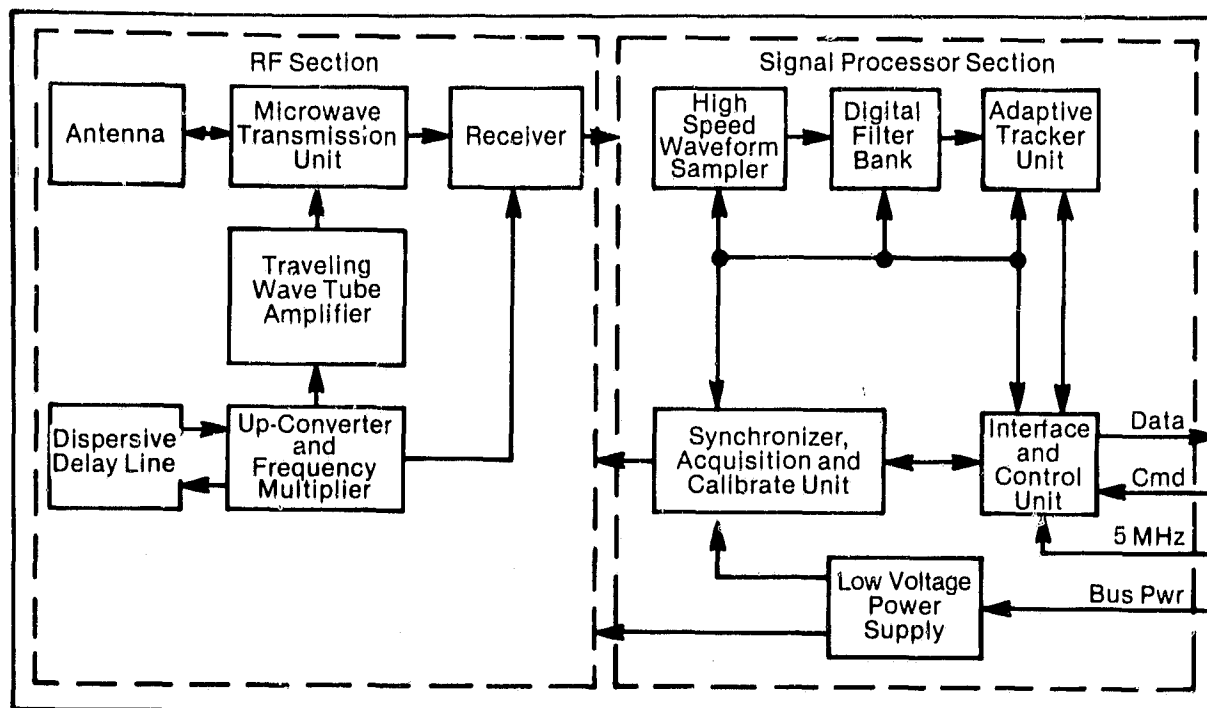 RF Section
Antenna
Microwave
Transmission
Unit
Receiver
Traveling
Wave Tube
Amplifier
Dispersive
Delay Line
Up-Converter
and
Frequency
Multiplier
Signal Processor Section
High
Speed
Waveform
Sampler
Digital
Filter
Bank
Adaptive
Tracker
Unit
Synchronizer,
Acquisition and
Calibrate Unit
Interface
and
Control
Unit
Data
Cmd
5 MHz
Low Voltage
Power
Supply
Bus Pwr